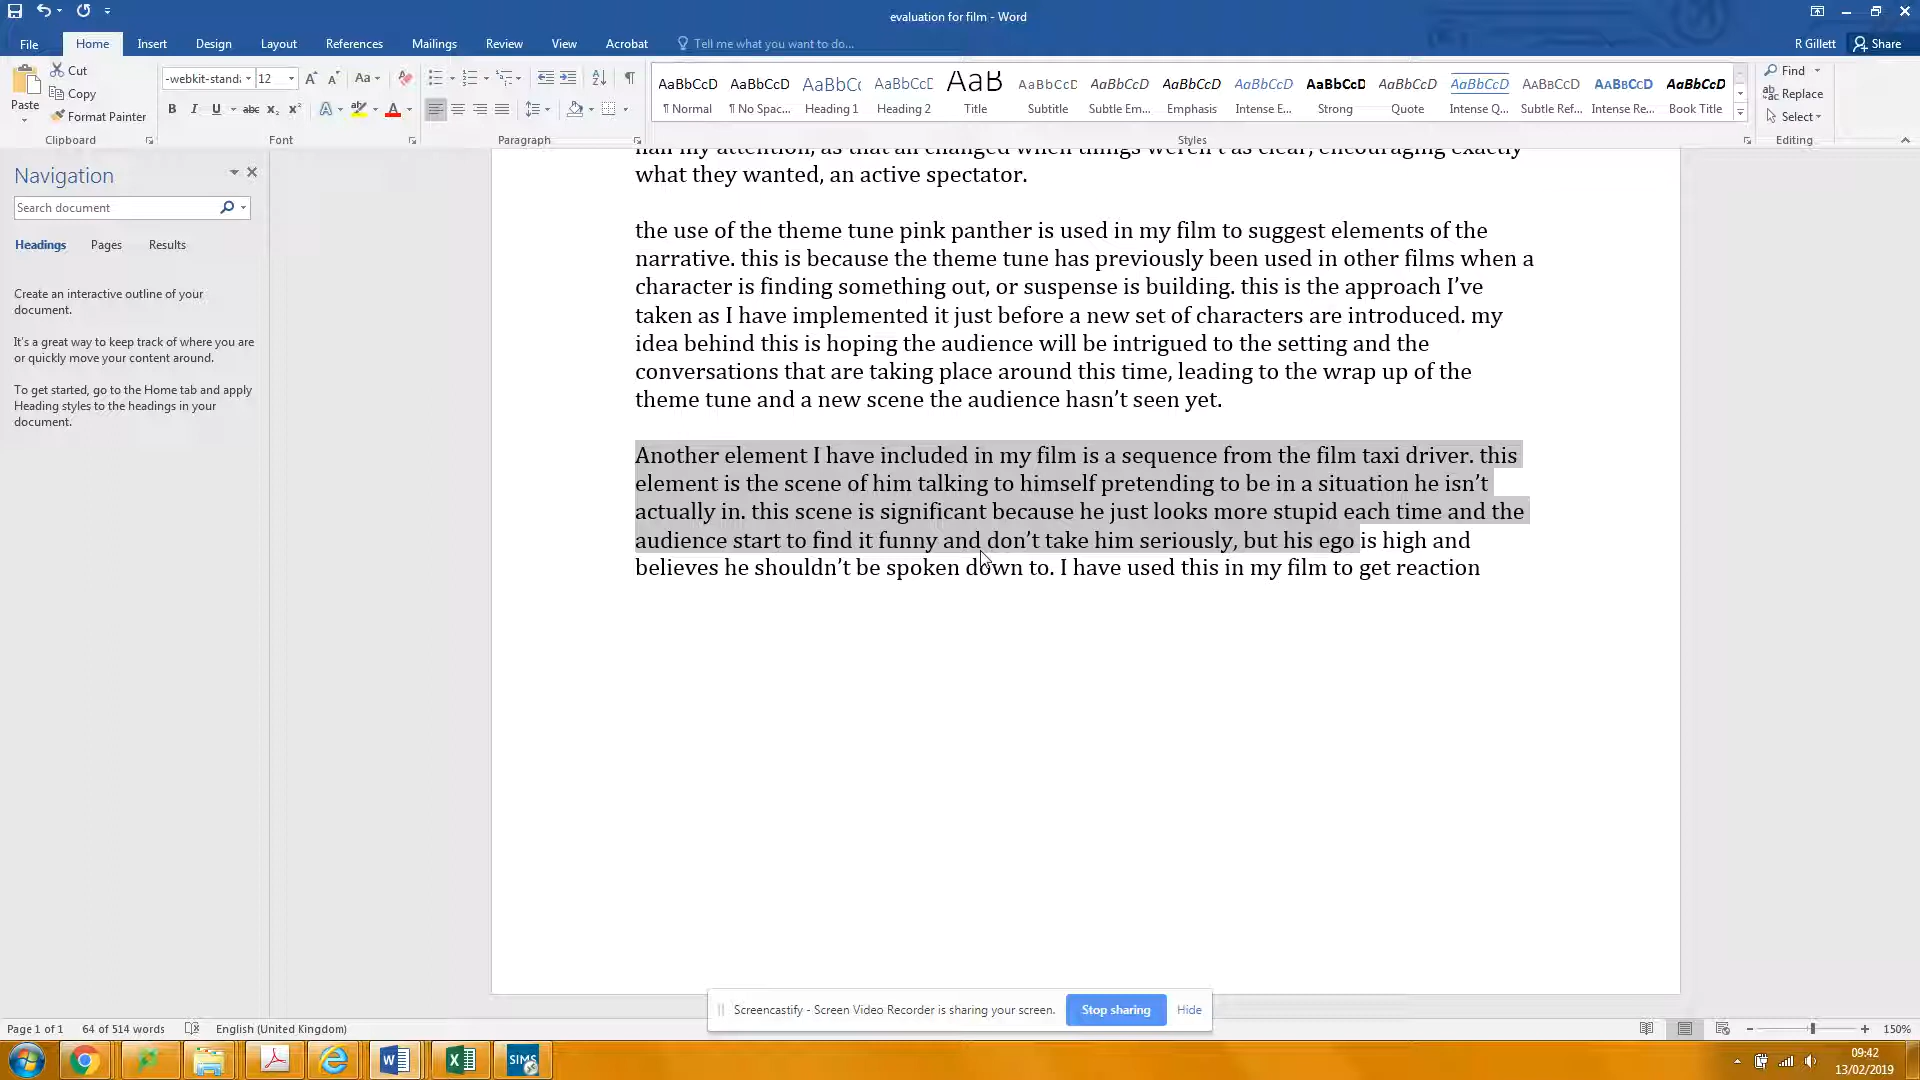 evaluation for film - Word
File
Home
Insert
Design
Layout
References
Mailings
Review
View
Acrobat
Tell me what you want to do...
R Gillett
Share
Paste
Cut
Copy
Format Painter
Clipboard
-webkit-standa
12
Font
Paragraph
AaBbCcD AaBbCcD AaBbCc AaBbCcD AaB AaBbCcD AaBbCcD AaBbCcD AaBbCcD AaBbCcD AaBbCcD AaBbCcD AaBbCcD AaBbCcD AaBbCcD
¶ Normal ¶ No Spac... Heading 1 Heading 2 Title Subtitle Subtle Em... Emphasis Intense E... Strong Quote Intense Q... Subtle Ref... Intense Re... Book Title
Styles
Find
Replace
Select
Editing
Navigation
Search document
Headings
Pages
Results
Create an interactive outline of your
document.
It's a great way to keep track of where you are
or quickly move your content around.
To get started, go to the Home tab and apply
Heading styles to the headings in your
document.
my attention, as that all changed when things weren't as clear, encouraging exactly
what they wanted, an active spectator.
the use of the theme tune pink panther is used in my film to suggest elements of the
narrative. this is because the theme tune has previously been used in other films when a
character is finding something out, or suspense is building. this is the approach I've
taken as I have implemented it just before a new set of characters are introduced. my
idea behind this is hoping the audience will be intrigued to the setting and the
conversations that are taking place around this time, leading to the wrap up of the
theme tune and a new scene the audience hasn't seen yet.
Another element I have included in my film is a sequence from the film taxi driver. this
element is the scene of him talking to himself pretending to be in a situation he isn't
actually in. this scene is significant because he just looks more stupid each time and the
audience start to find it funny and don't take him seriously, but his ego is high and
believes he shouldn't be spoken down to. I have used this in my film to get reaction
Screencastify - Screen Video Recorder is sharing your screen.
Stop sharing
Hide
Page 1 of 1
64 of 514 words
English (United Kingdom)
150%
SIMS
09:42
13/02/2019